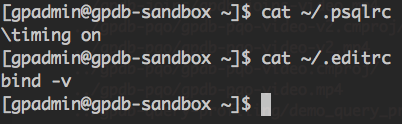 [gpadmin@gpdb-sandbox ~]$ cat ~/.psqlrc
\timing on
[gpadmin@gpdb-sandbox ~]$ cat ~/.editrc
bind -v
[gpadmin@gpdb-sandbox ~]$